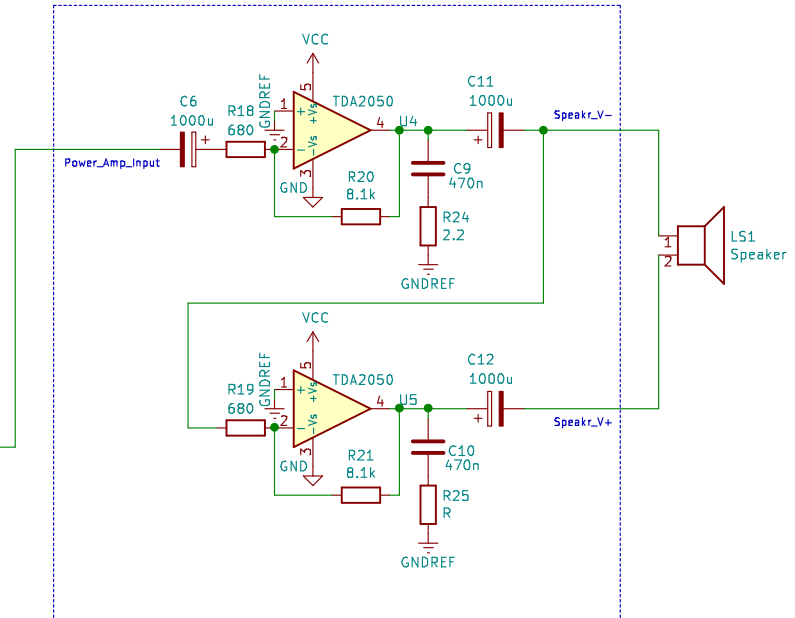 VCC
GNDREF
C6
1000u
+
R18
680
1
+
+Vs
5
TDA2050
4
U4
2
-
-Vs
3
GND
Power_Amp_Input
R20
8.1k
C11
1000u
+
Speakr_V-
C9
470n
R24
2.2
GNDREF
1
2
LS1
Speaker
VCC
GNDREF
R19
680
1
+
+Vs
5
TDA2050
4
U5
2
-
-Vs
3
GND
R21
8.1k
C12
1000u
+
Speakr_V+
C10
470n
R25
R
GNDREF